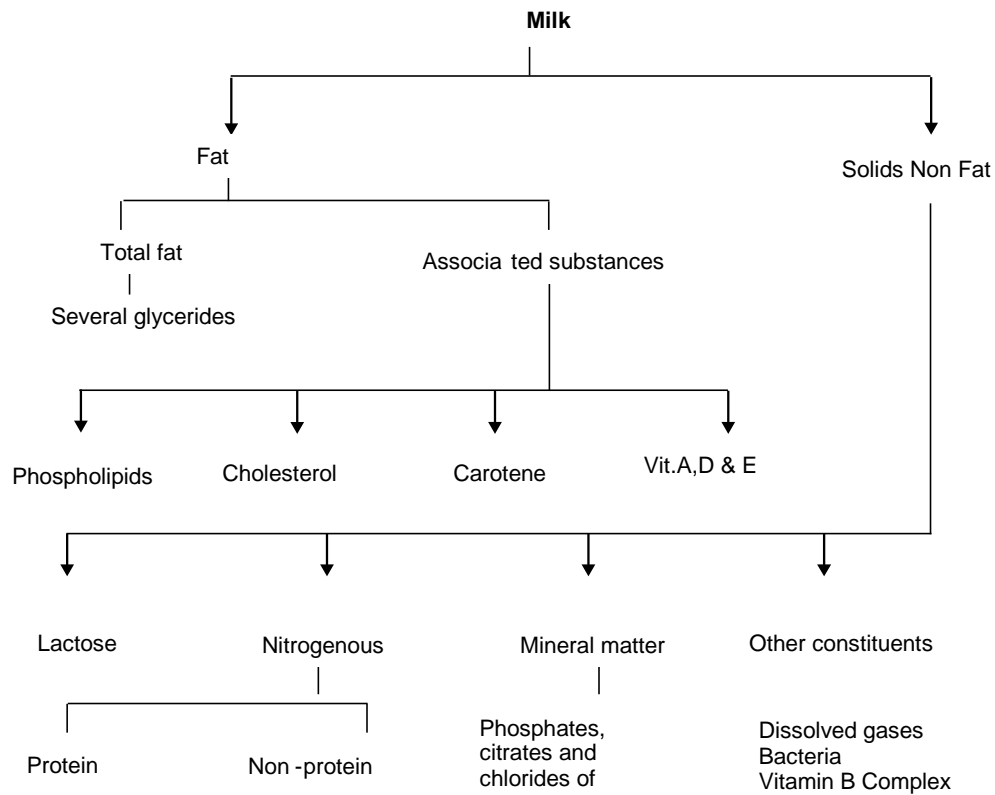 Milk
Fat
Solids Non Fat
Total fat
Associa ted substances
Several glycerides
Phospholipids
Cholesterol
Carotene
Vit.A,D & E
Lactose
Nitrogenous
Mineral matter
Other constituents
Protein
Non -protein
Phosphates,
citrates and
chlorides of
Dissolved gases
Bacteria
Vitamin B Complex